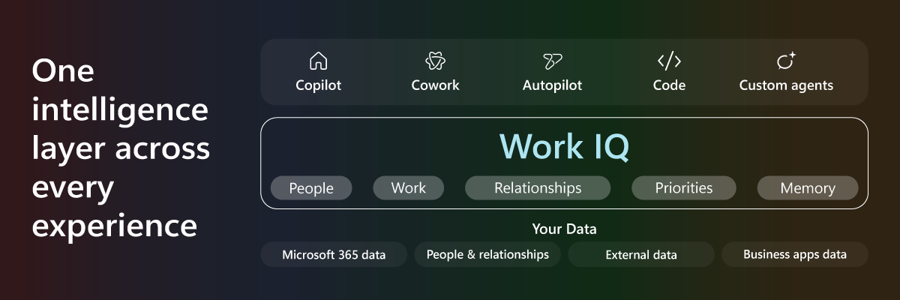 One
intelligence
layer across
every
experience
Copilot
Cowork
Autopilot
Code
Custom agents
Work IQ
People
Work
Relationships
Priorities
Memory
Your Data
Microsoft 365 data
People & relationships
External data
Business apps data